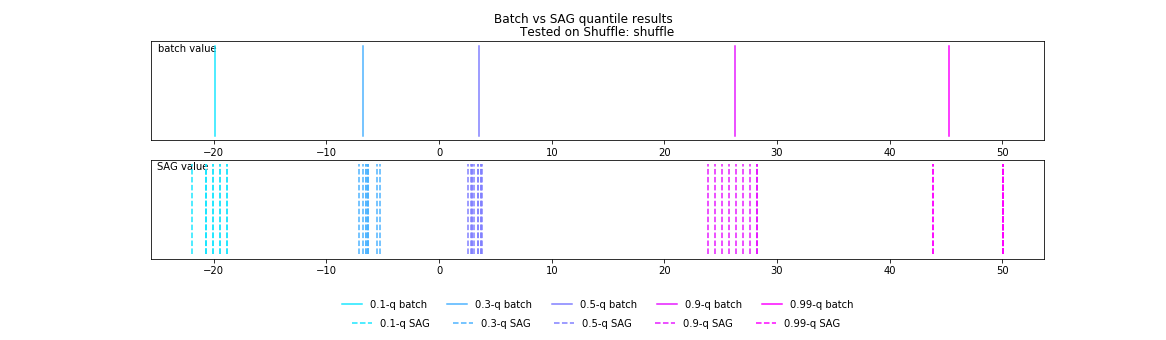 Batch vs SAG quantile results
Tested on Shuffle: shuffle
batch value
−20 −10 0 10 20 30 40 50
SAG value
−20 −10 0 10 20 30 40 50
0.1-q batch 0.3-q batch 0.5-q batch 0.9-q batch 0.99-q batch
0.1-q SAG 0.3-q SAG 0.5-q SAG 0.9-q SAG 0.99-q SAG